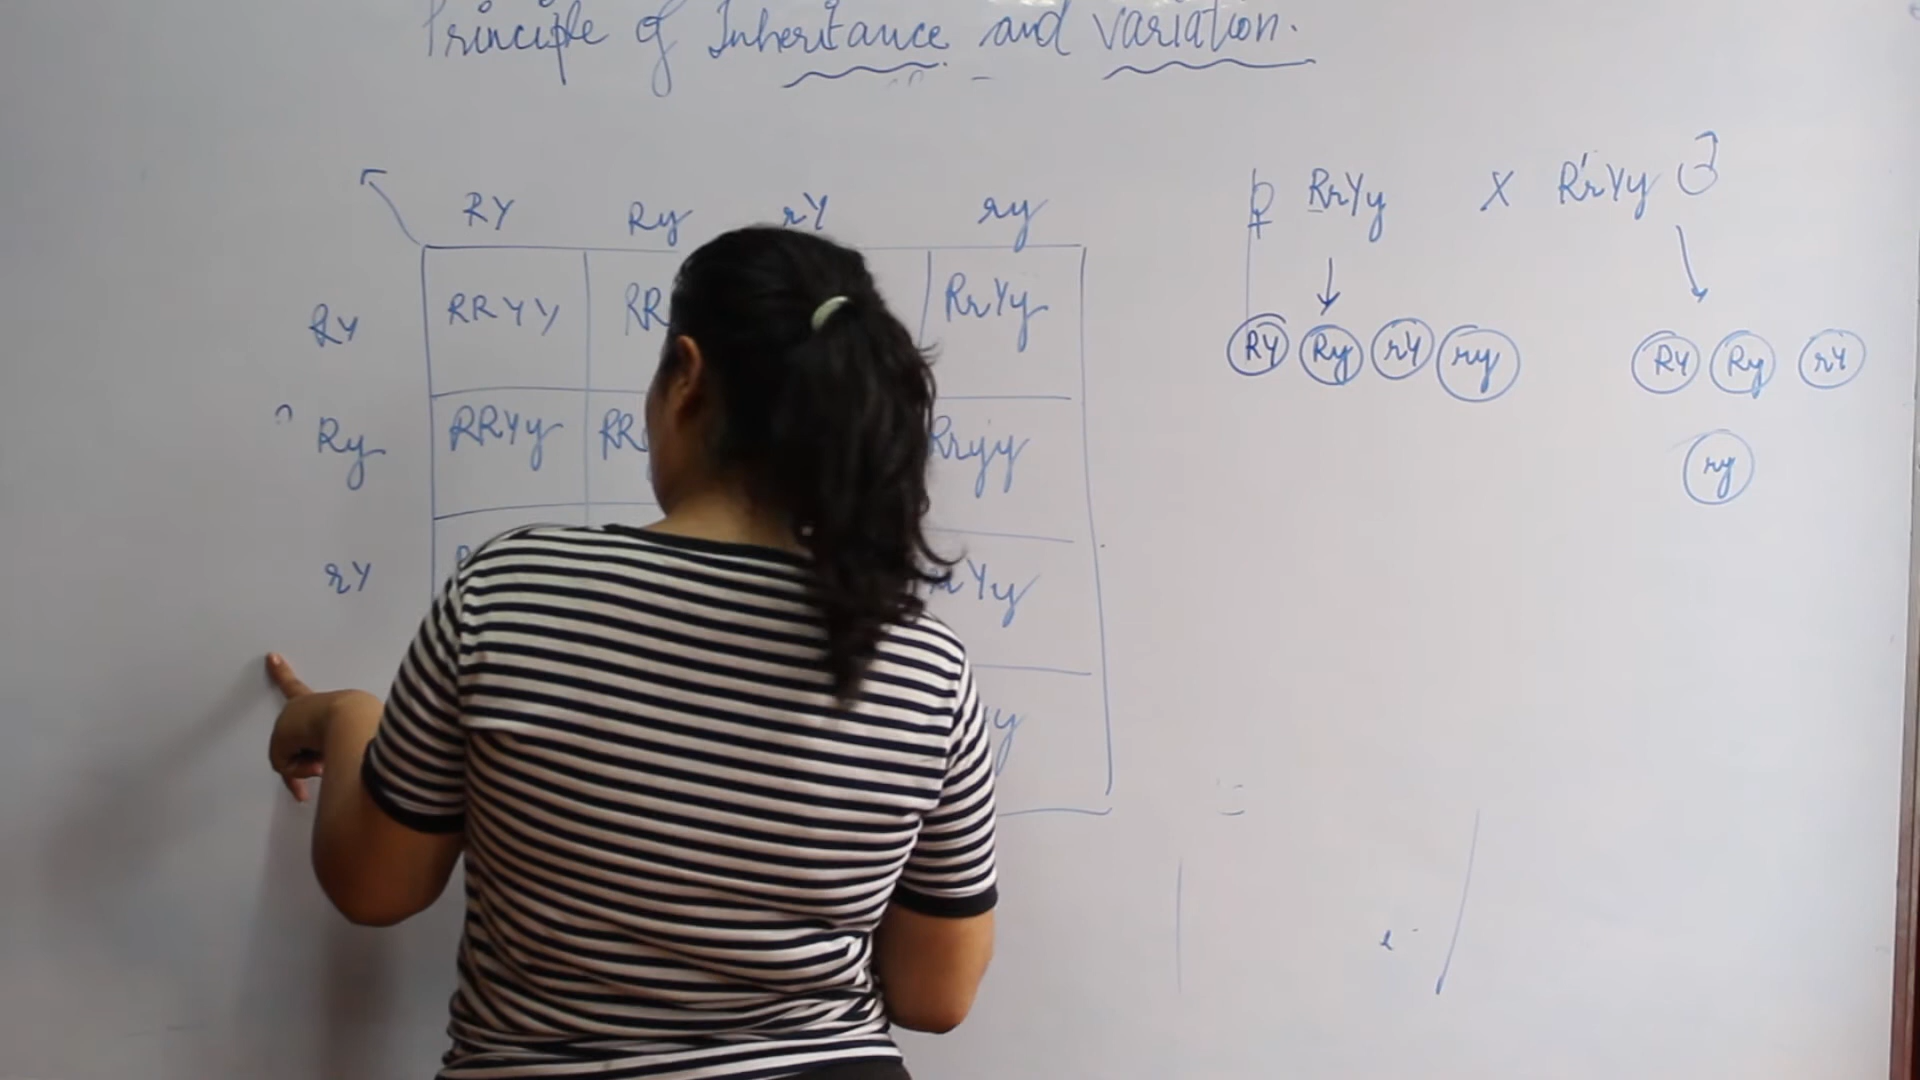 Principle of Inheritance and variation.
RY Ry rY ry
RY RRYY RR RrYy
Ry RRYy RR Rryy
rY Yy
y
♀ RrYy X RrYy ♂
RY Ry rY ry
RY Ry rY
ry